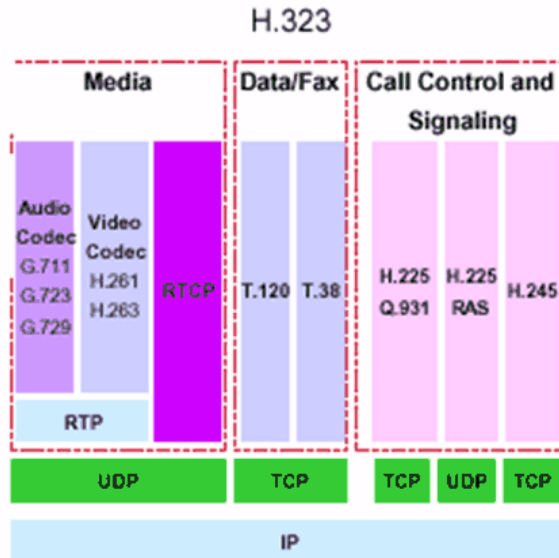 H.323
Media
Data/Fax
Call Control and
Signaling
Audio
Codec
G.711
G.723
G.729
Video
Codec
H.261
H.263
RTCP
RTP
T.120
T.38
H.225
Q.931
H.225
RAS
H.245
UDP
TCP
TCP
UDP
TCP
IP